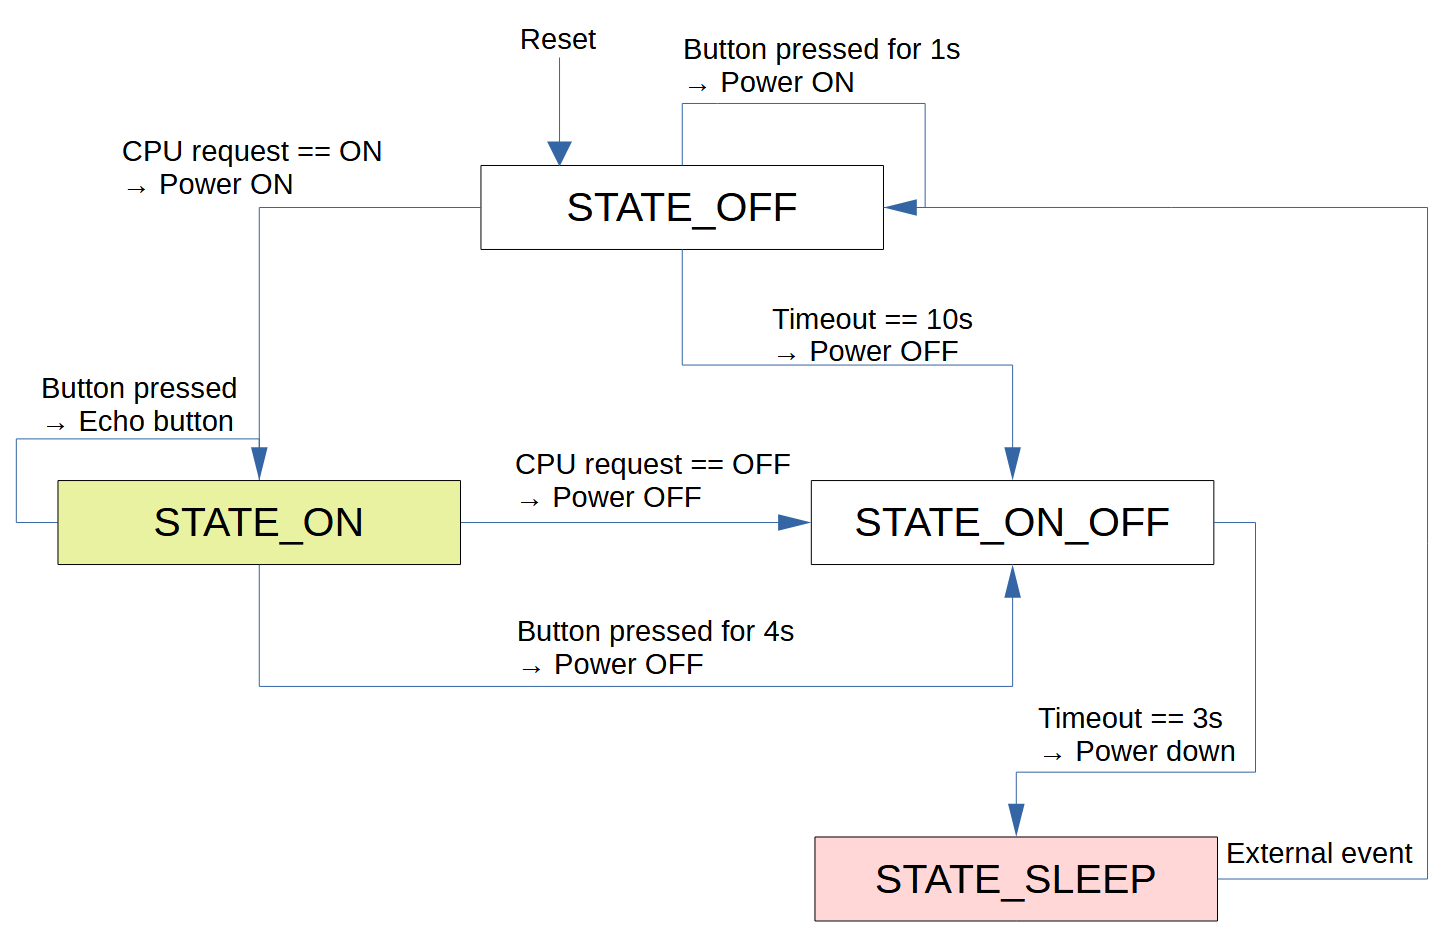 Reset
Button pressed for 1s
→ Power ON
CPU request == ON
→ Power ON
STATE_OFF
Timeout == 10s
→ Power OFF
Button pressed
→ Echo button
CPU request == OFF
→ Power OFF
STATE_ON
STATE_ON_OFF
Button pressed for 4s
→ Power OFF
Timeout == 3s
→ Power down
External event
STATE_SLEEP